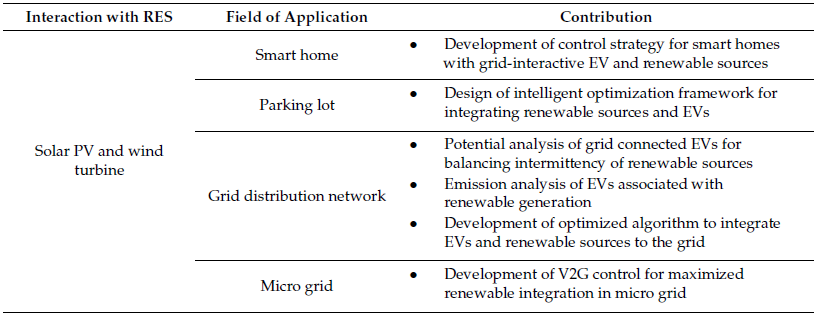 Interaction with RES Field of Application Contribution
Smart home
• Development of control strategy for smart homes
with grid-interactive EV and renewable sources
Parking lot
• Design of intelligent optimization framework for
integrating renewable sources and EVs
Solar PV and wind
turbine
Grid distribution network
• Potential analysis of grid connected EVs for
balancing intermittency of renewable sources
• Emission analysis of EVs associated with
renewable generation
• Development of optimized algorithm to integrate
EVs and renewable sources to the grid
Micro grid
• Development of V2G control for maximized
renewable integration in micro grid